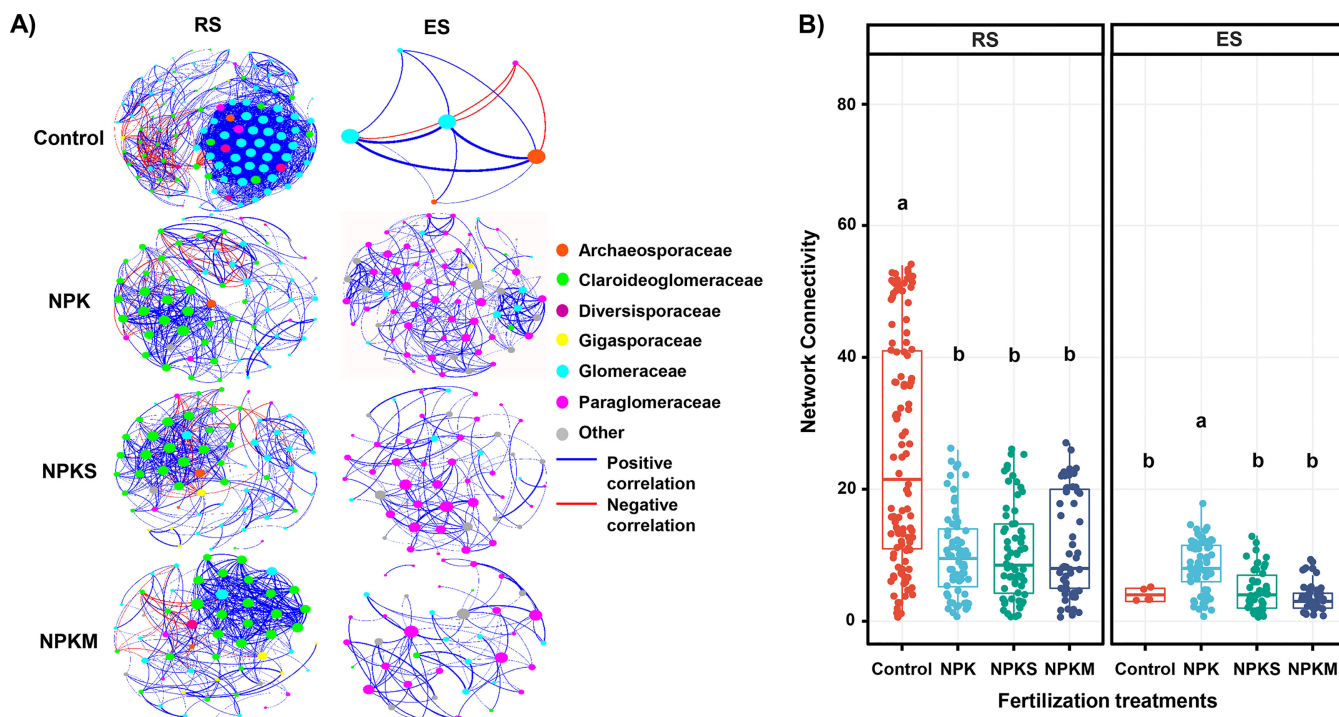 A)
RS
ES
Control
NPK
NPKS
NPKM
Archaeosporaceae
Claroideoglomeraceae
Diversisporaceae
Gigasporaceae
Glomeraceae
Paraglomeraceae
Other
Positive
correlation
Negative
correlation
B)
RS
ES
Network Connectivity
80
60
40
20
0
a
b
b
b
b
a
b
b
Control
NPK
NPKS
NPKM
Control
NPK
NPKS
NPKM
Fertilization treatments